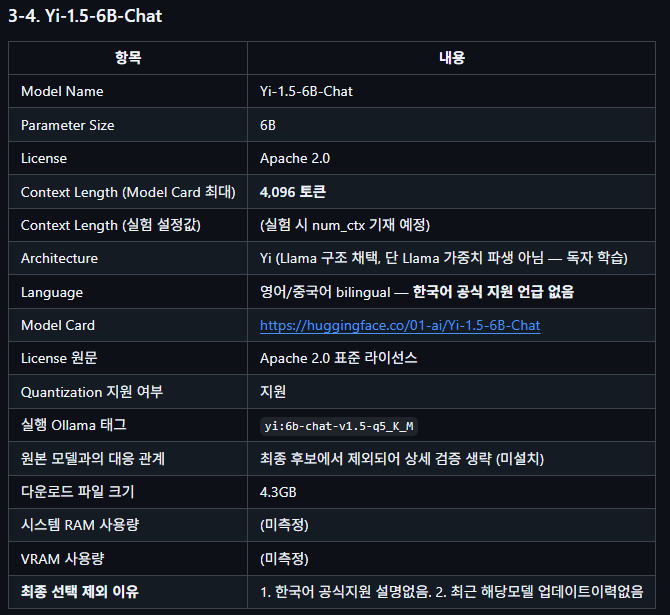 3-4. Yi-1.5-6B-Chat
항목 내용
Model Name Yi-1.5-6B-Chat
Parameter Size 6B
License Apache 2.0
Context Length (Model Card 최대) 4,096 토큰
Context Length (실험 설정값) (실험 시 num_ctx 기재 예정)
Architecture Yi (Llama 구조 채택, 단 Llama 가중치 파생 아님 — 독자 학습)
Language 영어/중국어 bilingual — 한국어 공식 지원 언급 없음
Model Card https://huggingface.co/01-ai/Yi-1.5-6B-Chat
License 원문 Apache 2.0 표준 라이선스
Quantization 지원 여부 지원
실행 Ollama 태그 yi:6b-chat-v1.5-q5_K_M
원본 모델과의 대응 관계 최종 후보에서 제외되어 상세 검증 생략 (미설치)
다운로드 파일 크기 4.3GB
시스템 RAM 사용량 (미측정)
VRAM 사용량 (미측정)
최종 선택 제외 이유 1. 한국어 공식지원 설명없음. 2. 최근 해당모델 업데이트이력없음